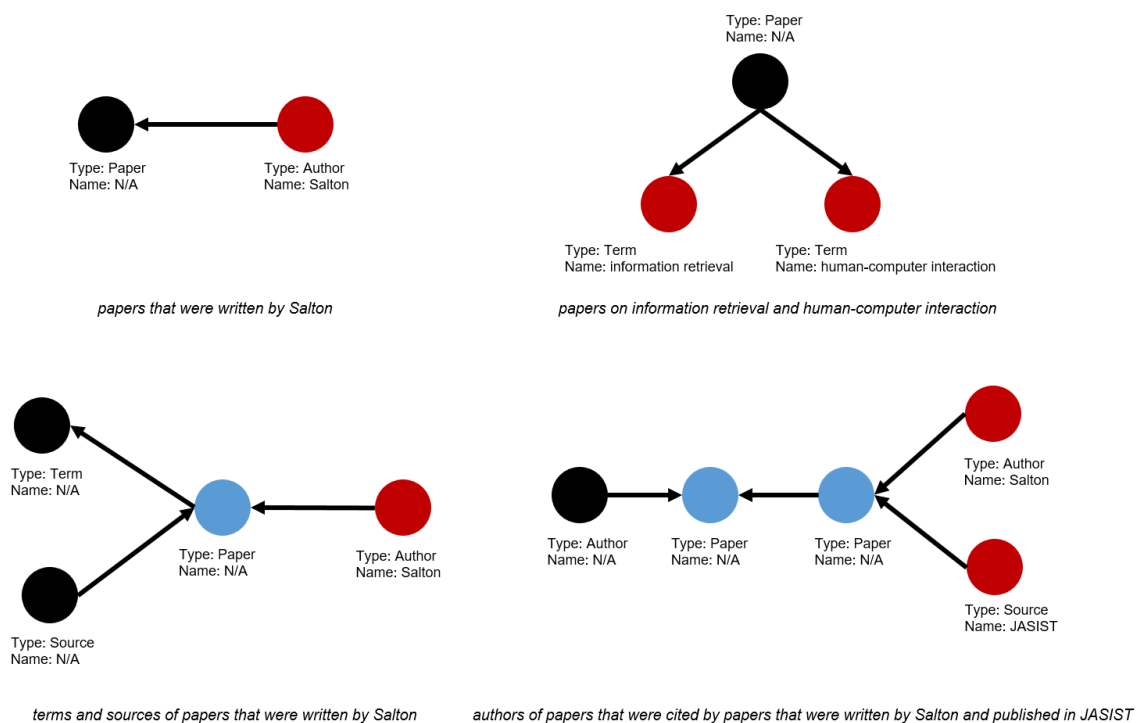 Type: Paper
Name: N/A
Type: Author
Name: Salton
papers that were written by Salton
Type: Paper
Name: N/A
Type: Term
Name: information retrieval
Type: Term
Name: human-computer interaction
papers on information retrieval and human-computer interaction
Type: Term
Name: N/A
Type: Paper
Name: N/A
Type: Author
Name: Salton
Type: Source
Name: N/A
terms and sources of papers that were written by Salton
Type: Author
Name: N/A
Type: Paper
Name: N/A
Type: Paper
Name: N/A
Type: Author
Name: Salton
Type: Source
Name: JASIST
authors of papers that were cited by papers that were written by Salton and published in JASIST